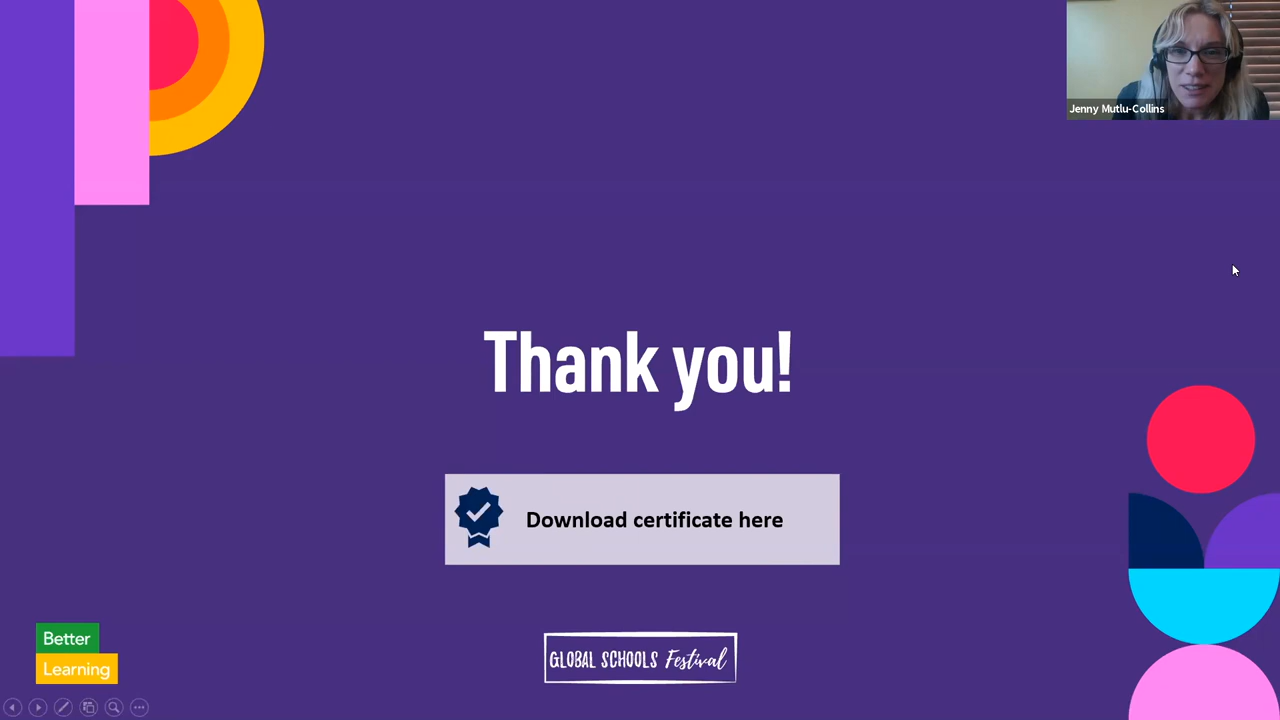 Jenny Mutlu-Collins
Thank you!
Download certificate here
Better
Learning
GLOBAL SCHOOLS Festival